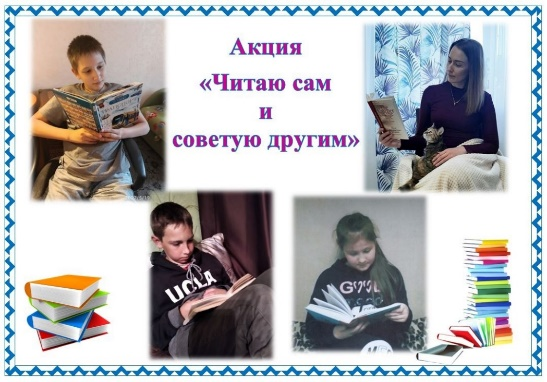 Акция
«Читаю сам
и
советую другим»
UCLA